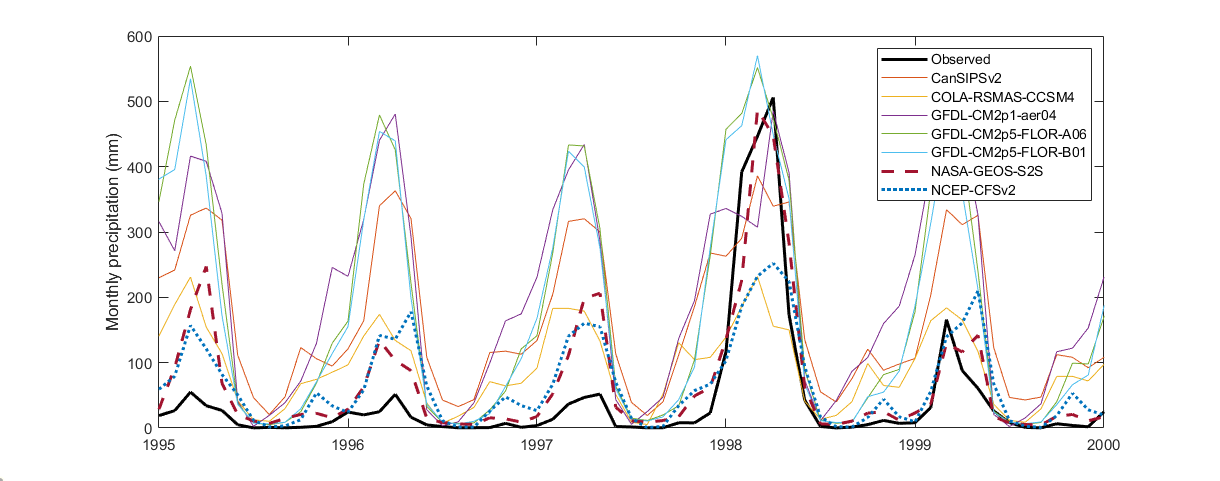 600
500
400
300
200
100
0
Monthly precipitation (mm)
1995
1996
1997
1998
1999
2000
Observed
CanSIPSv2
COLA-RSMAS-CCSM4
GFDL-CM2p1-aer04
GFDL-CM2p5-FLOR-A06
GFDL-CM2p5-FLOR-B01
NASA-GEOS-S2S
NCEP-CFSv2